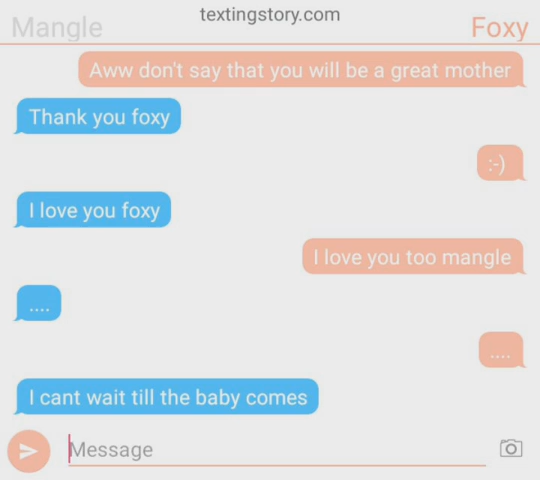 textingstory.com
Mangle
Foxy
Aww don't say that you will be a great mother
Thank you foxy
:-)
I love you foxy
I love you too mangle
....
....
I cant wait till the baby comes
Message